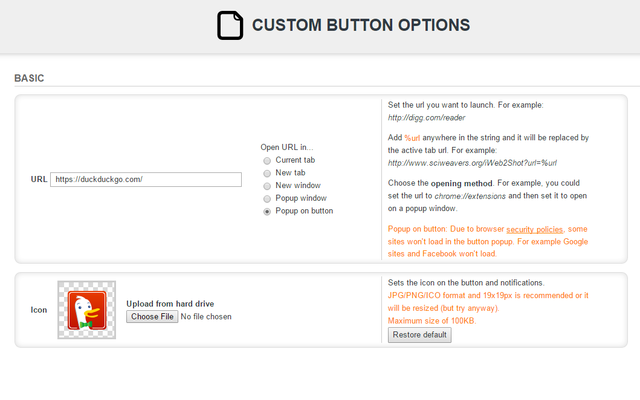 CUSTOM BUTTON OPTIONS
BASIC
URL
https://duckduckgo.com/
Open URL in...
Current tab
New tab
New window
Popup window
Popup on button
Set the url you want to launch. For example:
http://digg.com/reader
Add %url anywhere in the string and it will be replaced
by the active tab url. For example:
http://www.sciweavers.org/iWeb2Shot?url=%url
Choose the opening method. For example, you could
set the url to chrome://extensions and then set it to open
on a popup window.
Popup on button: Due to browser security policies, some
sites won't load in the button popup. For example Google
sites and Facebook won't load.
Icon
Upload from hard drive
Choose File No file chosen
Sets the icon on the button and notifications.
JPG/PNG/ICO format and 19x19px is recommended or it
will be resized (but try anyway).
Maximum size of 100KB.
Restore default